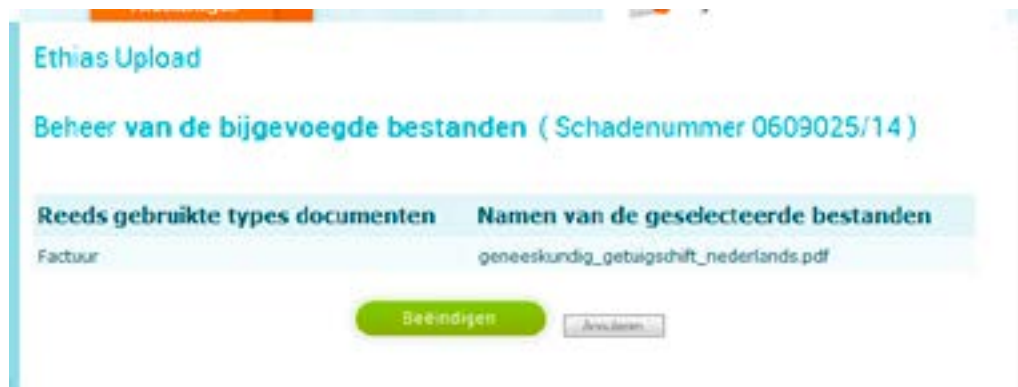 Ethias Upload
Beheer van de bijgevoegde bestanden ( Schadenummer 0609025/14 )
Reeds gebruikte types documenten Namen van de geselecteerde bestanden
Factuur geneeskundig_getuigschift_nederlands.pdf
Beëindigen Annuleren